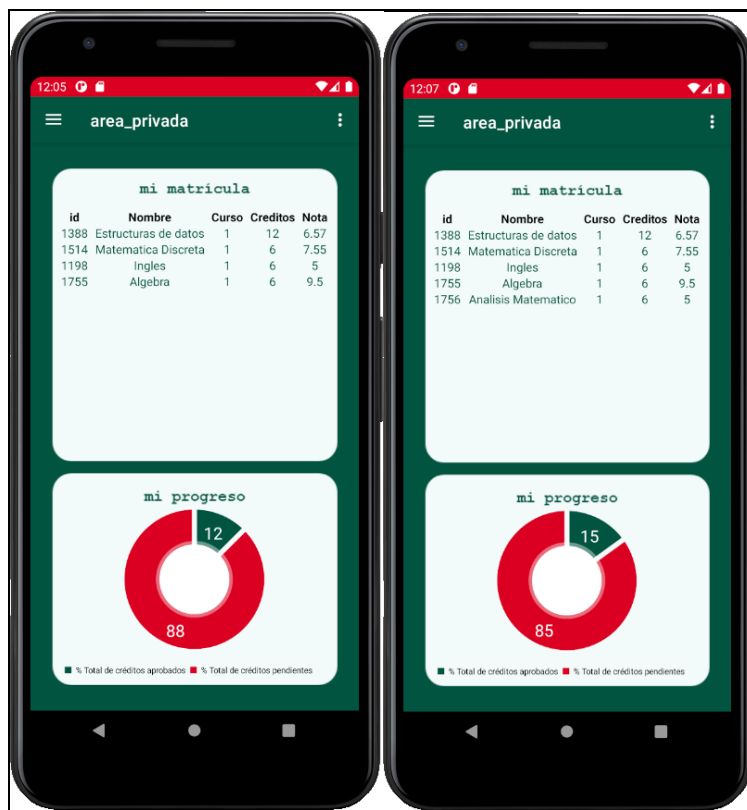 12:05
area_privada
mi matrícula
id Nombre Curso Creditos Nota
1388 Estructuras de datos 1 12 6.57
1514 Matematica Discreta 1 6 7.55
1198 Ingles 1 6 5
1755 Algebra 1 6 9.5
mi progreso
12
88
% Total de créditos aprobados % Total de créditos pendientes
12:07
area_privada
mi matrícula
id Nombre Curso Creditos Nota
1388 Estructuras de datos 1 12 6.57
1514 Matematica Discreta 1 6 7.55
1198 Ingles 1 6 5
1755 Algebra 1 6 9.5
1756 Analisis Matematico 1 6 5
mi progreso
15
85
% Total de créditos aprobados % Total de créditos pendientes